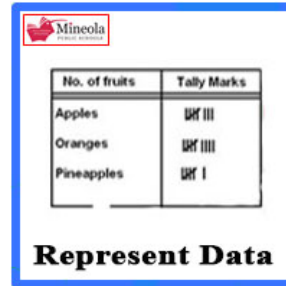 Mineola
PUBLIC SCHOOLS
No. of fruits Tally Marks
Apples
Oranges
Pineapples
Represent Data